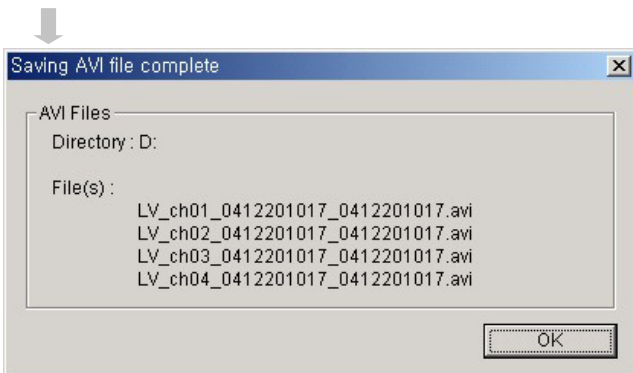 Saving AVI file complete
AVI Files
Directory : D:
File(s) :
LV_ch01_0412201017_0412201017.avi
LV_ch02_0412201017_0412201017.avi
LV_ch03_0412201017_0412201017.avi
LV_ch04_0412201017_0412201017.avi
OK